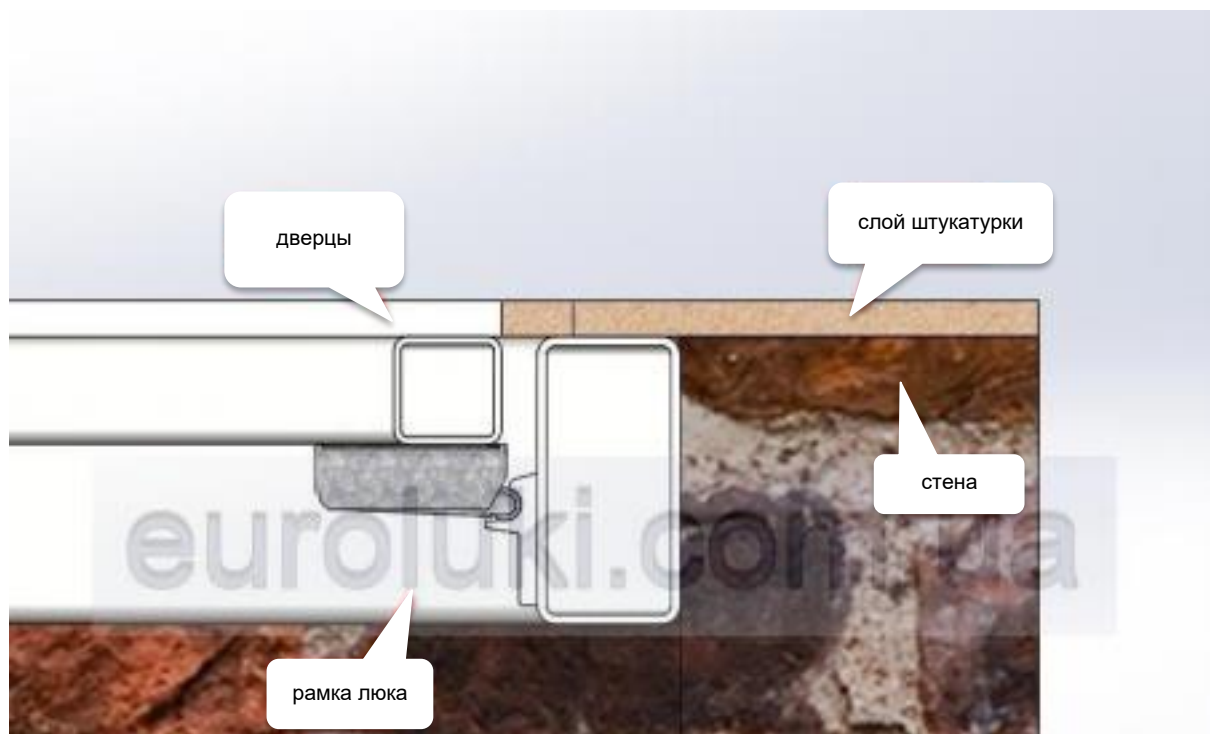 слой штукатурки
дверцы
стена
euroluki.com.ua
рамка люка